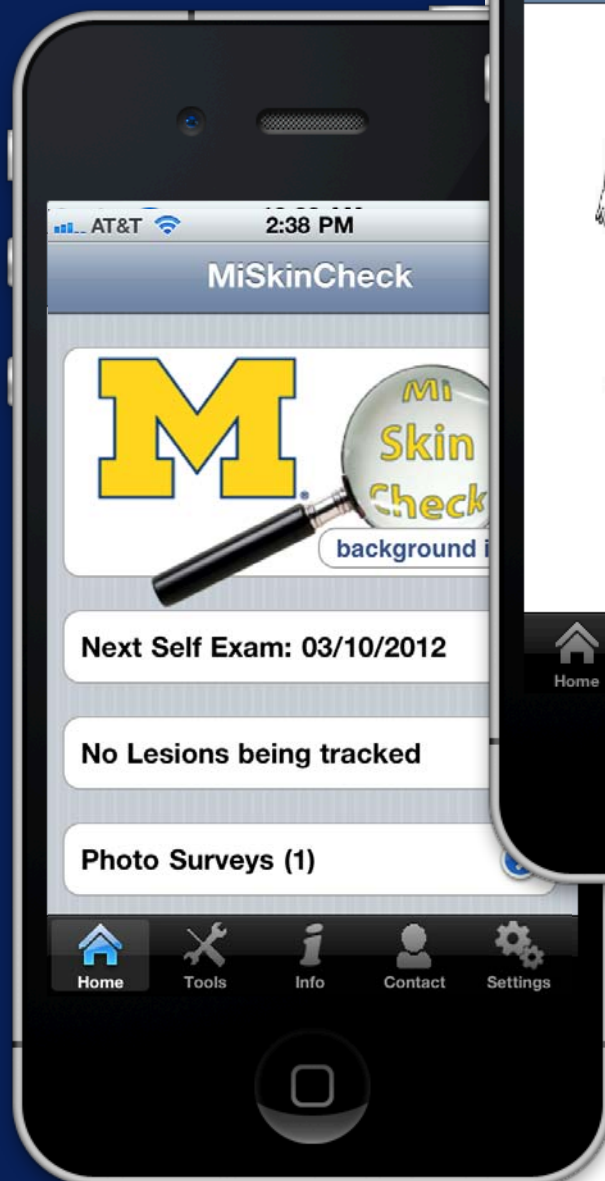 AT&T 2:38 PM
MiSkinCheck
M ®
Mi
Skin
Check
background
Next Self Exam: 03/10/2012
No Lesions being tracked
Photo Surveys (1)
Home Tools Info Contact Settings
Home